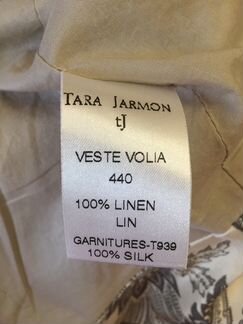 TARA JARMON
tJ
VESTE VOLIA
440
100% LINEN
LIN
GARNITURES-T939
100% SILK